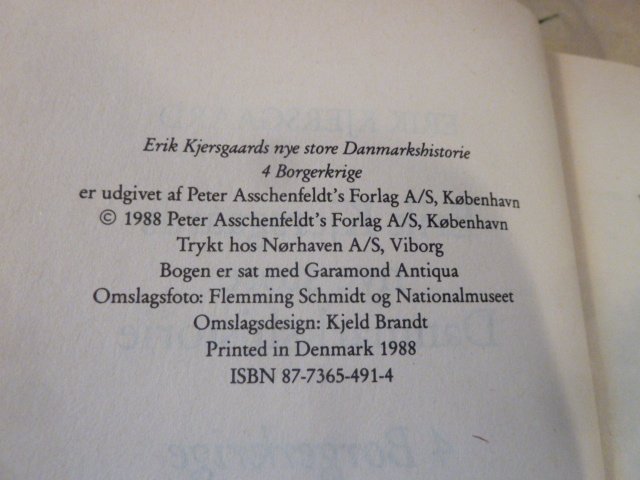 Erik Kjersgaards nye store Danmarkshistorie
4 Borgerkrige
er udgivet af Peter Asschenfeldt's Forlag A/S, København
© 1988 Peter Asschenfeldt's Forlag A/S, København
Trykt hos Nørhaven A/S, Viborg
Bogen er sat med Garamond Antiqua
Omslagsfoto: Flemming Schmidt og Nationalmuseet
Omslagsdesign: Kjeld Brandt
Printed in Denmark 1988
ISBN 87-7365-491-4
4 Borgerkrige